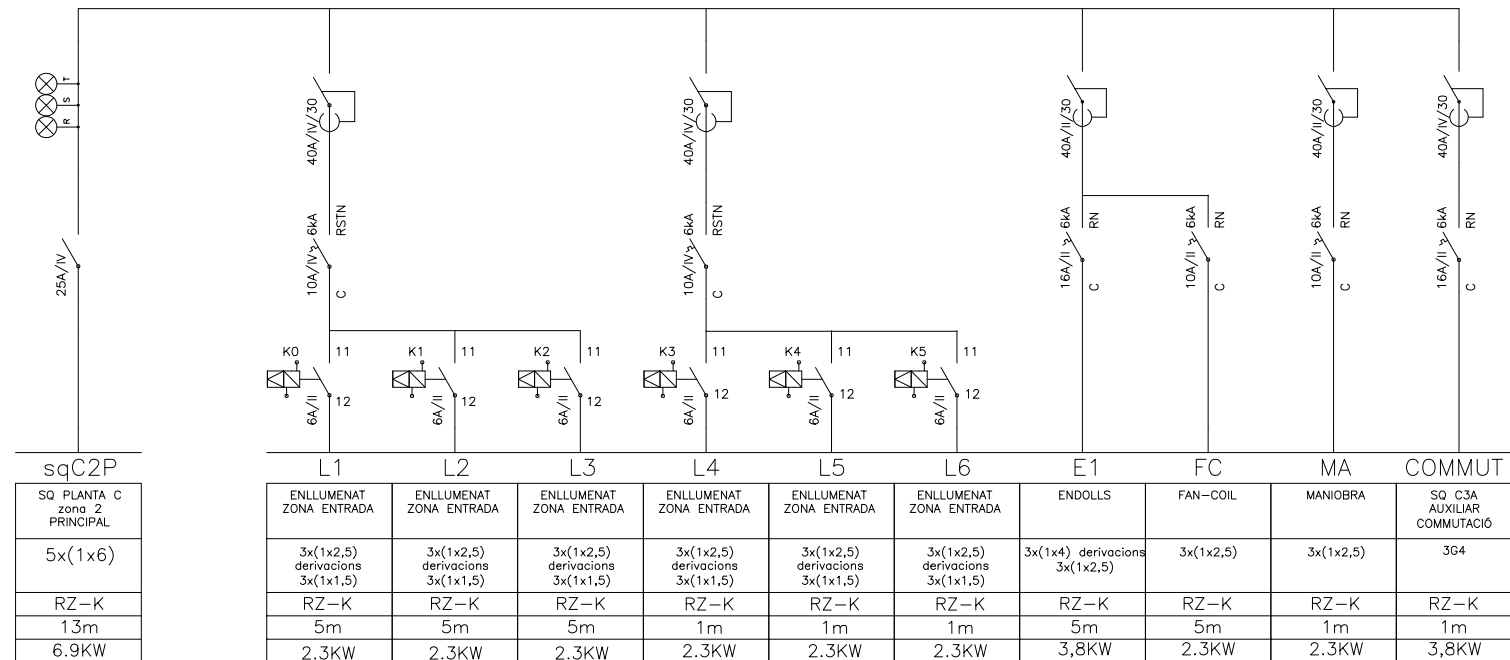 T
S
R
25A/IV
40A/IV/30
40A/IV/30
40A/II/30
40A/II/30
40A/IV/30
10A/IV 6kA
RSTN
C
10A/IV 6kA
RSTN
C
16A/II 6kA
RN
C
10A/II 6kA
RN
C
10A/II 6kA
RN
C
16A/II 6kA
RN
C
K0 11
K1 11
K2 11
K3 11
K4 11
K5 11
6A/II 12
6A/II 12
6A/II 12
6A/II 12
6A/II 12
6A/II 12
sqC2P L1 L2 L3 L4 L5 L6 E1 FC MA COMMUT
SQ PLANTA C
zona 2
PRINCIPAL
ENLLUMENAT
ZONA ENTRADA
ENLLUMENAT
ZONA ENTRADA
ENLLUMENAT
ZONA ENTRADA
ENLLUMENAT
ZONA ENTRADA
ENLLUMENAT
ZONA ENTRADA
ENLLUMENAT
ZONA ENTRADA
ENDOLLS
FAN-COIL
MANIOBRA
SQ C3A
AUXILIAR
COMMUTACIÓ
5x(1x6)
3x(1x2,5)
derivacions
3x(1x1,5)
3x(1x2,5)
derivacions
3x(1x1,5)
3x(1x2,5)
derivacions
3x(1x1,5)
3x(1x2,5)
derivacions
3x(1x1,5)
3x(1x2,5)
derivacions
3x(1x1,5)
3x(1x2,5)
derivacions
3x(1x1,5)
3x(1x4) derivacions
3x(1x2,5)
3x(1x2,5)
3x(1x2,5)
3G4
RZ-K RZ-K RZ-K RZ-K RZ-K RZ-K RZ-K RZ-K RZ-K RZ-K RZ-K
13m 5m 5m 5m 1m 1m 1m 5m 5m 1m 1m
6.9KW 2.3KW 2.3KW 2.3KW 2.3KW 2.3KW 2.3KW 3,8KW 2.3KW 2.3KW 3,8KW